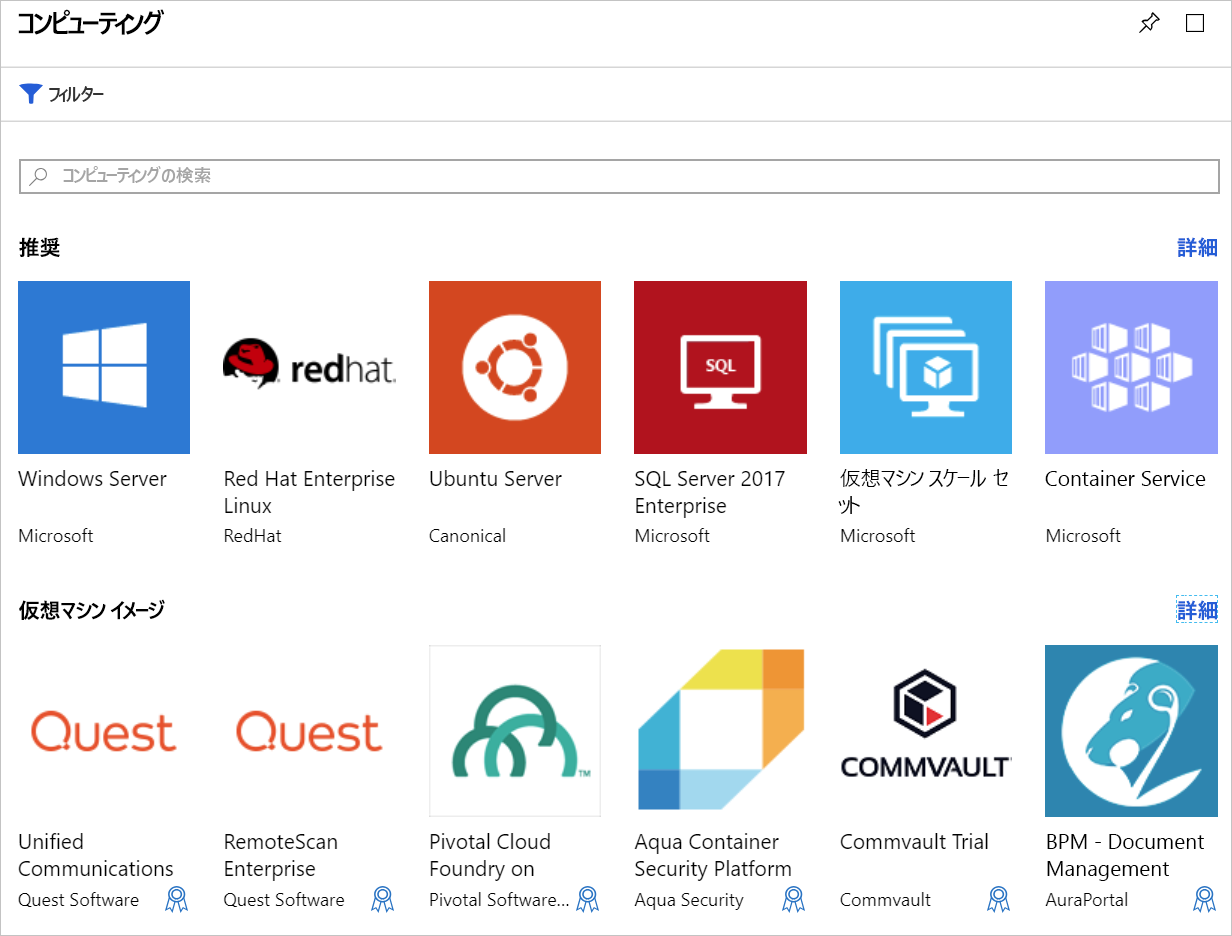 コンピューティング
フィルター
コンピューティングの検索
推奨 詳細
redhat.
SQL
Windows Server
Microsoft
Red Hat Enterprise
Linux
RedHat
Ubuntu Server
Canonical
SQL Server 2017
Enterprise
Microsoft
仮想マシン スケール セ
ット
Microsoft
Container Service
Microsoft
仮想マシン イメージ 詳細
Quest
Unified
Communications
Quest Software
Quest
RemoteScan
Enterprise
Quest Software
TM
Pivotal Cloud
Foundry on
Pivotal Software...
Aqua Container
Security Platform
Aqua Security
COMMVAULT
Commvault Trial
Commvault
BPM - Document
Management
AuraPortal